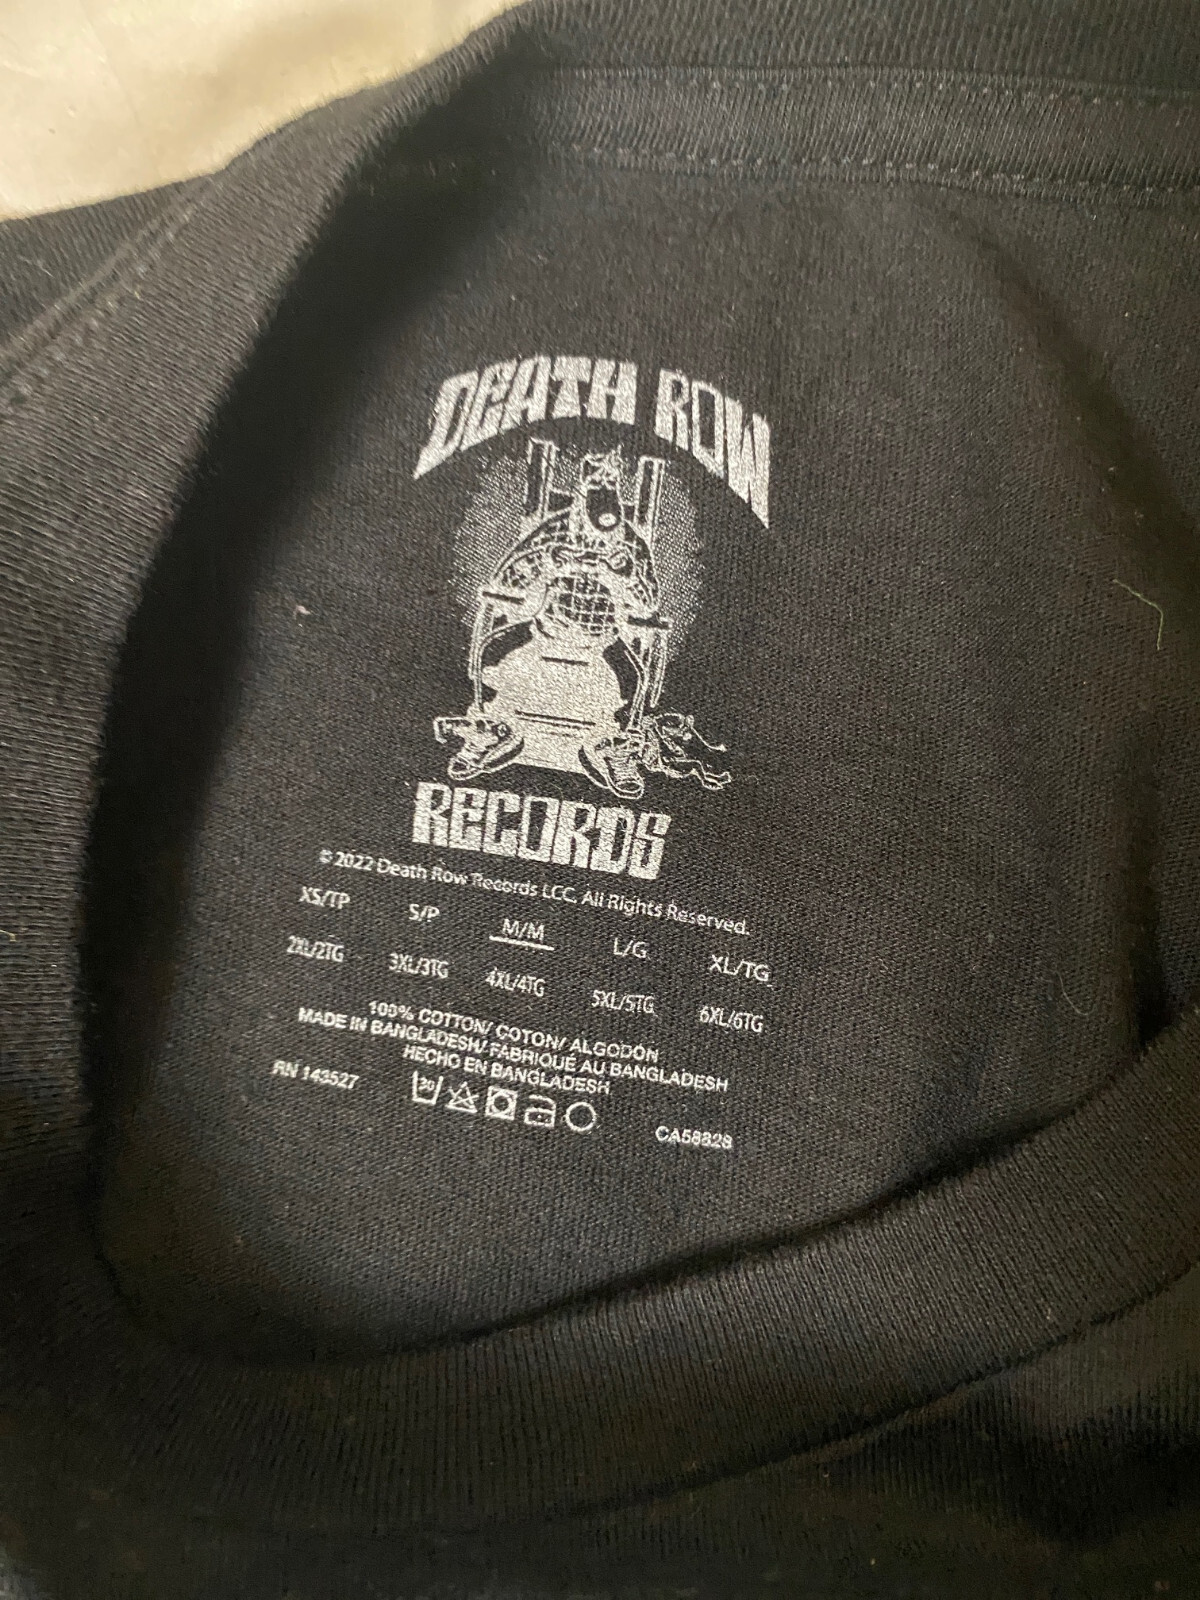 DEATH ROW
RECORDS
© 2022 Death Row Records LCC. All Rights Reserved.
XS/TP S/P M/M L/G XL/TG
2XL/2TG 3XL/3TG 4XL/4TG 5XL/5TG 6XL/6TG
100% COTTON/ COTON/ ALGODÓN
MADE IN BANGLADESH/ FABRIQUÉ AU BANGLADESH
HECHO EN BANGLADESH
RN 143527 30 CA58828